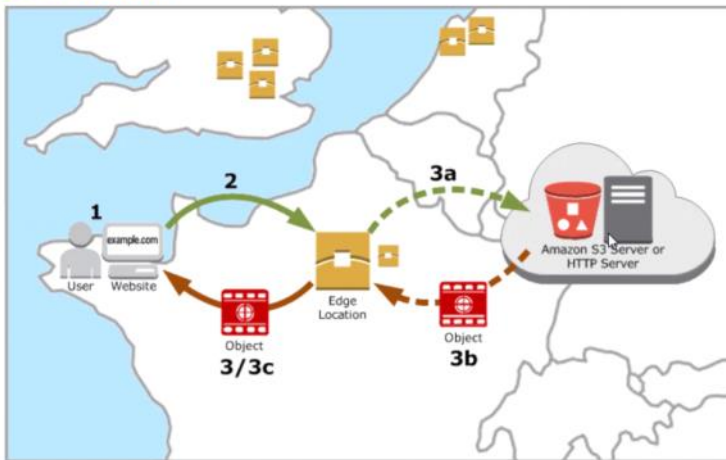 2
3a
1
example.com
User
Website
Edge
Location
Amazon S3 Server or
HTTP Server
Object
3/3c
Object
3b